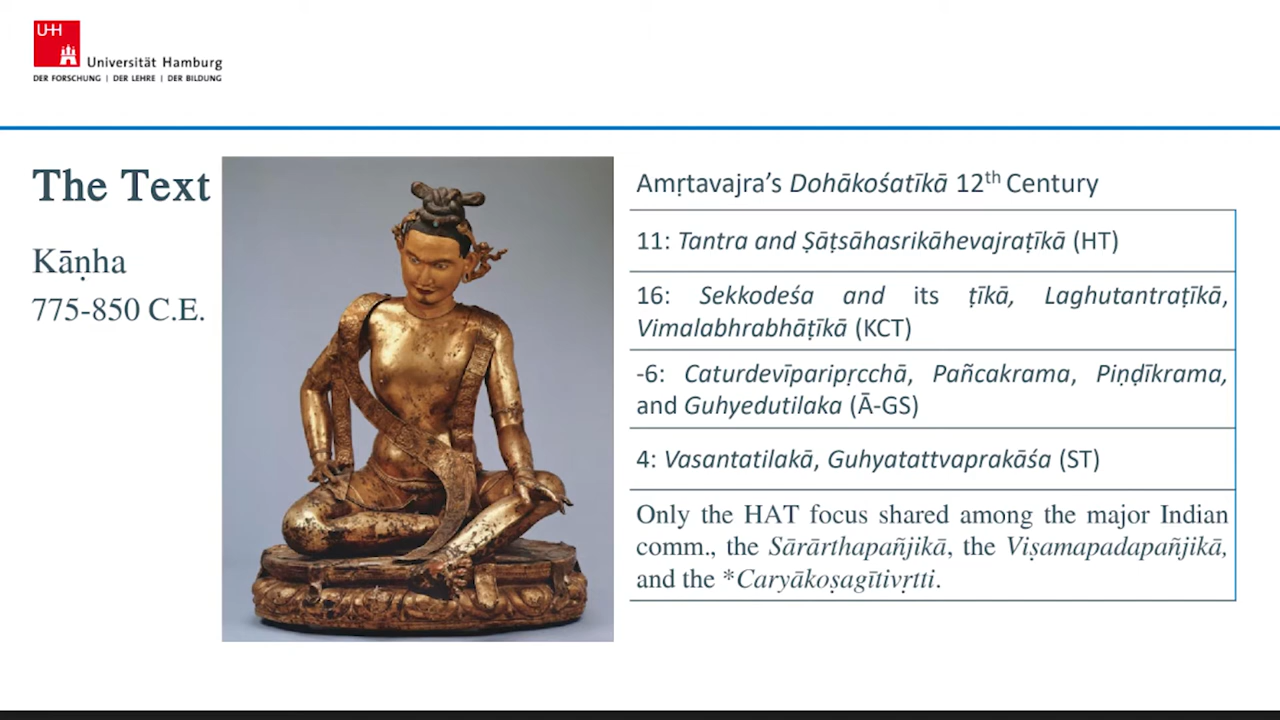 UHH
Universität Hamburg
DER FORSCHUNG | DER LEHRE | DER BILDUNG
The Text
Kāṇha
775-850 C.E.
Amṛtavajra’s Dohākośatīkā 12th Century
11: Tantra and Ṣāṭsāhasrikāhevajraṭīkā (HT)
16: Sekkodeśa and its ṭīkā, Laghutantraṭīkā,
Vimalabhrabhāṭīkā (KCT)
-6: Caturdevīparipṛcchā, Pañcakrama, Piṇḍīkrama,
and Guhyedutilaka (Ā-GS)
4: Vasantatilakā, Guhyatattvaprakāśa (ST)
Only the HAT focus shared among the major Indian
comm., the Sārārthapañjikā, the Viṣamapadapañjikā,
and the *Caryākoṣagītivṛtti.